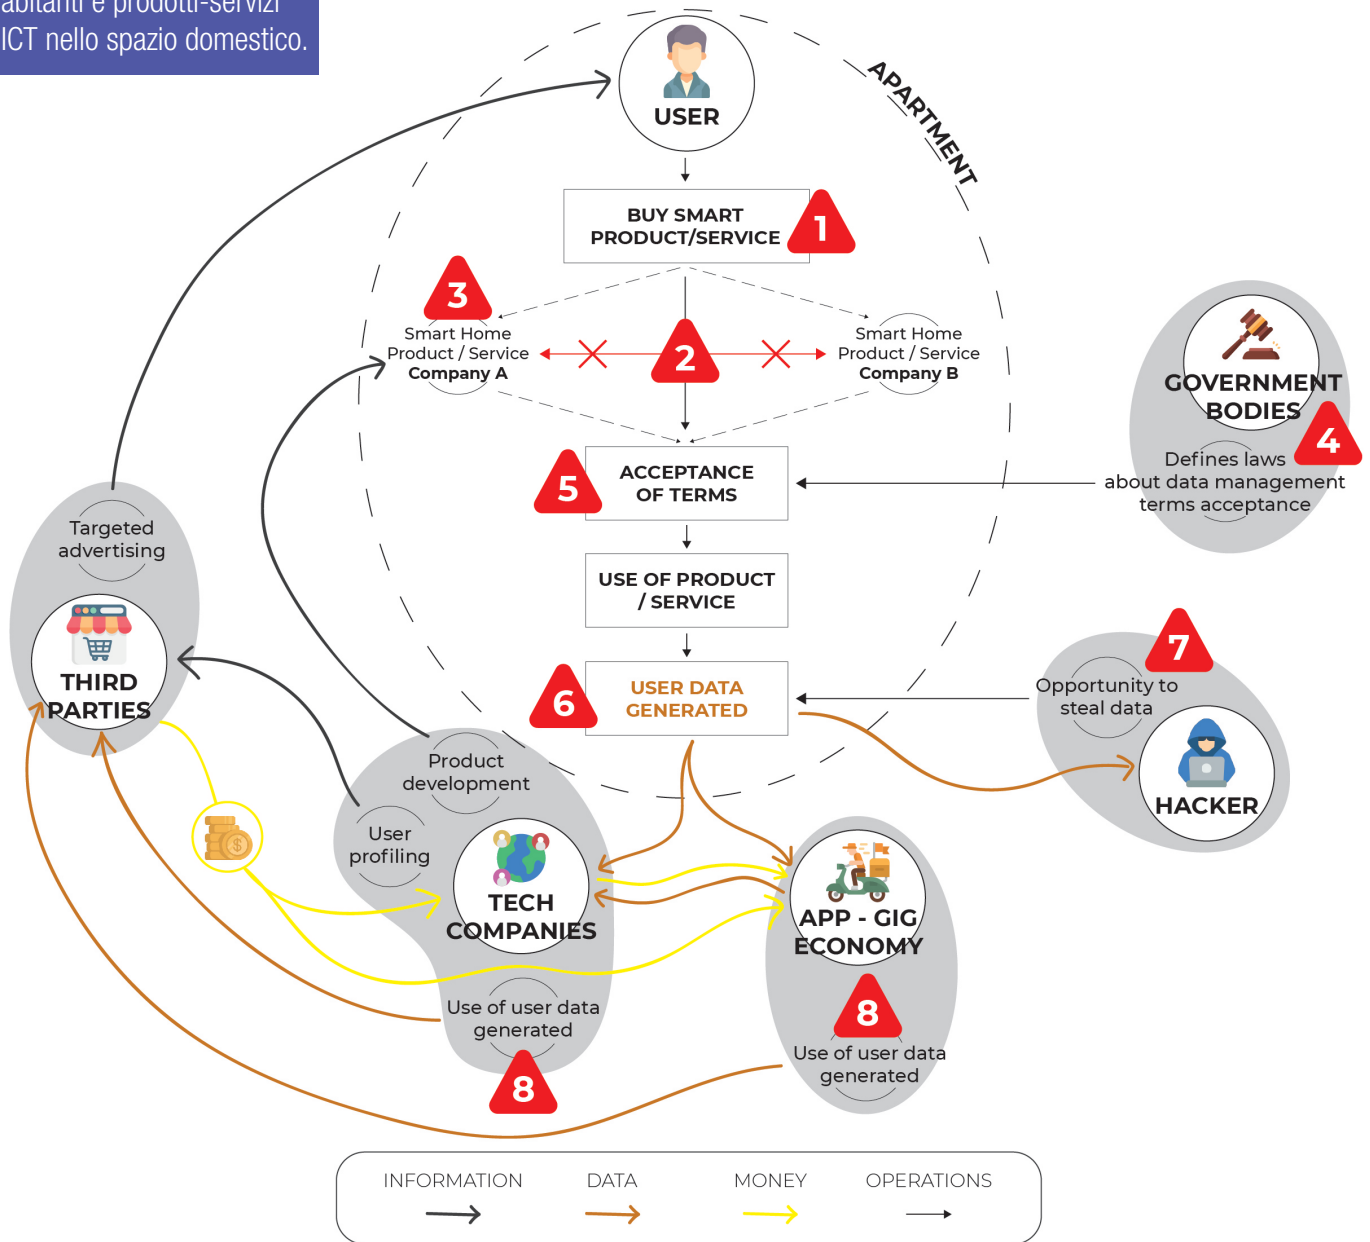 abitanti e prodotti-servizi
ICT nello spazio domestico.
USER
APARTMENT
BUY SMART
PRODUCT/SERVICE
1
3
Smart Home
Product / Service
Company A
2
Smart Home
Product / Service
Company B
GOVERNMENT
BODIES
4
Defines laws
about data management
terms acceptance
5
ACCEPTANCE
OF TERMS
Targeted
advertising
USE OF PRODUCT
/ SERVICE
THIRD
PARTIES
6
USER DATA
GENERATED
7
Opportunity to
steal data
HACKER
Product
development
User
profiling
TECH
COMPANIES
APP - GIG
ECONOMY
Use of user data
generated
8
8
Use of user data
generated
INFORMATION
DATA
MONEY
OPERATIONS